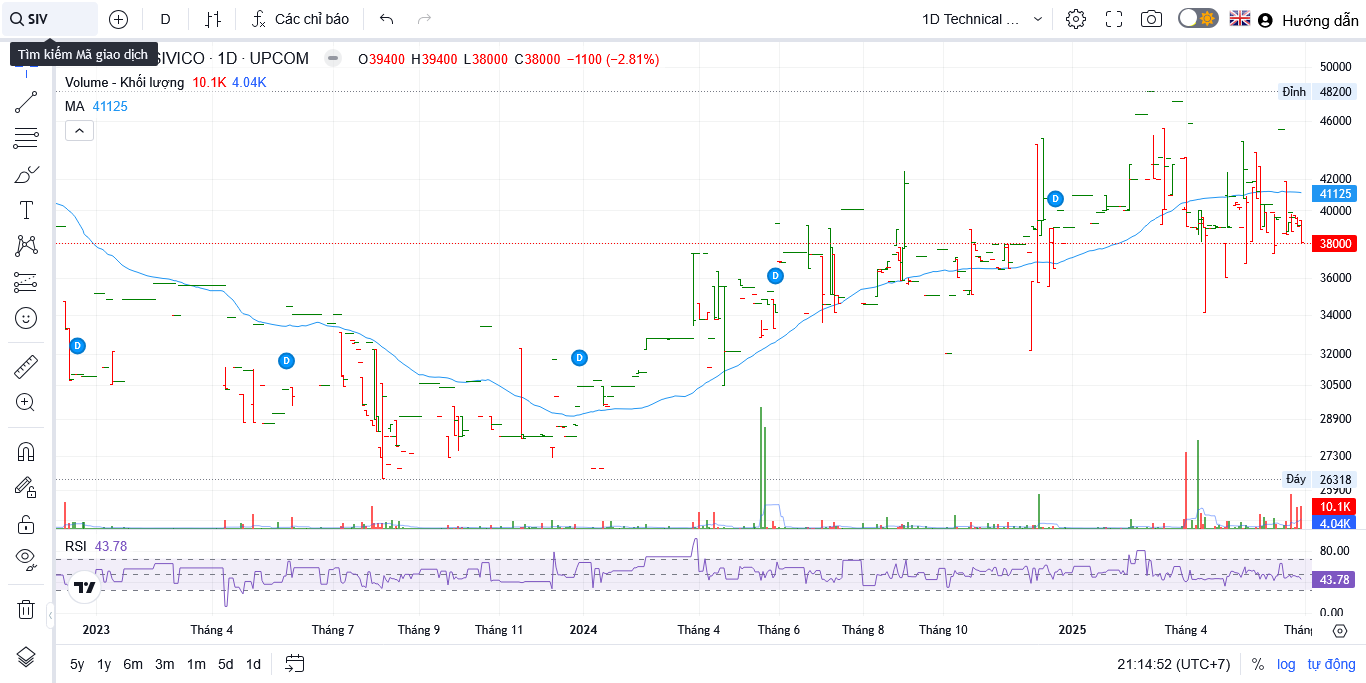 SIV D Các chỉ báo 1D Technical ... Hướng dẫn
Tìm kiếm Mã giao dịch
SIVICO · 1D · UPCOM O39400 H39400 L38000 C38000 −1100 (−2.81%)
Volume - Khối lượng 10.1K 4.04K
MA 41125
50000
Đỉnh 48200
46000
42000
41125
40000
38000
36000
34000
32000
30500
28900
27300
Đáy 26318
25900
10.1K
4.04K
D
D
D
D
D
RSI 43.78
80.00
43.78
0.00
2023 Tháng 4 Tháng 7 Tháng 9 Tháng 11 2024 Tháng 4 Tháng 6 Tháng 8 Tháng 10 2025 Tháng 4 Tháng
5y 1y 6m 3m 1m 5d 1d 21:14:52 (UTC+7) % log tự động